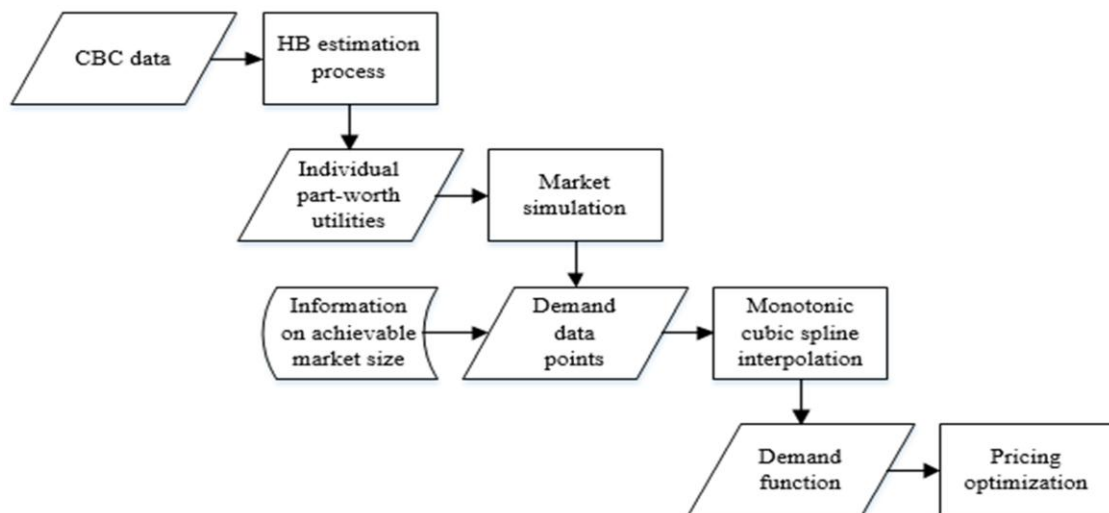 CBC data
HB estimation
process
Individual
part-worth
utilities
Market
simulation
Information
on achievable
market size
Demand
data
points
Monotonic
cubic spline
interpolation
Demand
function
Pricing
optimization